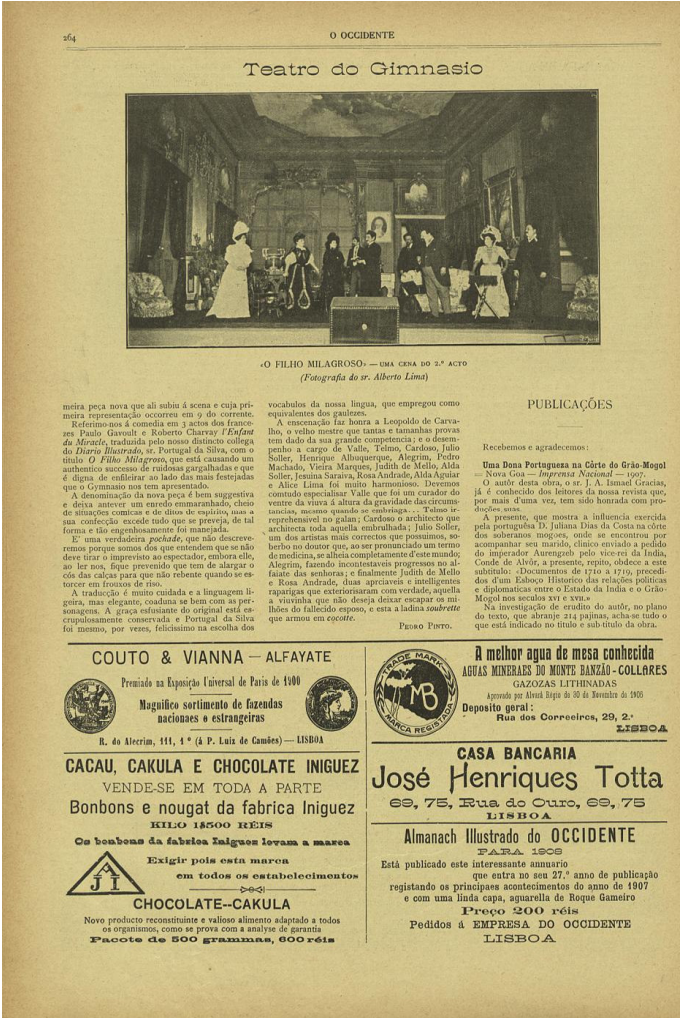 264
O OCCIDENTE
Teatro do Gimnasio
«O FILHO MILAGROSO» — UMA CENA DO 2.º ACTO
(Fotografia do sr. Alberto Lima)
meira peça nova que ali subiu á scena e cuja pri-
meira representação occorreu em 9 do corrente.
Referimo-nos á comedia em 3 actos dos france-
zes Paulo Gavoult e Roberto Charvay l'Enfant
du Miracle, traduzida pelo nosso distincto collega
do Diario Illustrado, sr. Portugal da Silva, com o
titulo O Filho Milagroso, que está causando um
authentico successo de ruidosas gargalhadas e que
é digna de enfileirar ao lado das mais festejadas
que o Gymnasio nos tem apresentado.
A denominação da nova peça é bem suggestiva
e deixa antever um enredo emmaranhado, cheio
de situações comicas e de ditos de espirito, mas a
sua confecção excede tudo que se preveja, de tal
forma e tão engenhosamente foi manejada.
E' uma verdadeira pochade, que não descreve-
remos porque somos dos que entendem que se não
deve tirar o imprevisto ao espectador, embora elle,
ao ler nos, fique prevenido que tem de alargar o
cós das calças para que não rebente quando se es-
torcer em frouxos de riso.
A traducção é muito cuidada e a linguagem li-
geira, mas elegante, coaduna se bem com as per-
sonagens. A graça esfusiante do original está es-
crupulosamente conservada e Portugal da Silva
foi mesmo, por vezes, felicissimo na escolha dos
vocabulos da nossa lingua, que empregou como
equivalentes dos gaulezes.
A enscenação faz honra a Leopoldo de Carva-
lho, o velho mestre que tantas e tamanhas provas
tem dado da sua grande competencia; e o desem-
penho a cargo de Valle, Telmo, Cardoso, Julio
Soller, Henrique Albuquerque, Alegrim, Pedro
Machado, Vieira Marques, Judith de Mello, Alda
Soller, Jesuina Saraiva, Rosa Andrade, Alda Aguiar
e Alice Lima foi muito harmonioso. Devemos
comtudo especialisar Valle que foi um curador do
ventre da viuva á altura da gravidade das circums-
tancias, mesmo quando se embriaga... Telmo ir-
reprehensivel no galan; Cardoso o architecto que
architecta toda aquella embrulhada; Julio Soller,
um dos artistas mais correctos que possuimos, so-
berbo no doutor que, ao ser pronunciado um termo
de medicina, se alheia completamente d'este mundo;
Alegrim, fazendo incontestaveis progressos no al-
faiate das senhoras; e finalmente Judith de Mello
e Rosa Andrade, duas apreiaveis e intelligentes
raparigas que exteriorisaram com verdade, aquella
a viuvinha que não deseja deixar escapar os mi-
lhões do fallecido esposo, e esta a ladina soubrette
que armou em cocotte.
PEDRO PINTO.
PUBLICAÇÕES
Recebemos e agradecemos:
Uma Dona Portuguesa na Côrte do Grão-Mogol
= Nova Goa — Imprensa Nacional — 1907.
O autôr desta obra, o sr. J. A. Ismael Gracias,
já é conhecido dos leitores da nossa revista que,
por mais d'uma vez, tem sido honrada com pro-
duções suas.
A presente, que mostra a influencia exercida
pela portuguêsa D. Juliana Dias da Costa na côrte
dos soberanos mogoes, onde se encontrou por
acompanhar seu marido, clinico enviado a pedido
do imperador Aurengzeb pelo vice-rei da India,
Conde de Alvôr, a presente, repito, obdece a este
subtitulo: «Documentos de 1710 a 1719, precedi-
dos d'um Esboço Historico das relações politicas
e diplomaticas entre o Estado da India e o Grão-
Mogol nos seculos XVI e XVII.»
Na investigação de erudito do autôr, no plano
do texto, que abranje 214 pajinas, acha-se tudo o
que está indicado no titulo e sub-titulo da obra.
COUTO & VIANNA — ALFAYATE
Premiado na Exposição Universal de Paris de 1900
Magnifico sortimento de fazendas
nacionaes e estrangeiras
R. do Alecrim, 111, 1º (á P. Luiz de Camões) — LISBOA
CACAU, CAKULA E CHOCOLATE INIGUEZ
VENDE-SE EM TODA A PARTE
Bonbons e nougat da fabrica Iniguez
KILO 1$500 RÉIS
Os bonbons da fabrica Iniguez levam a marca
AJI
Exigir pois esta marca
em todos os estabelecimentos
CHOCOLATE--CAKULA
Novo producto reconstituinte e valioso alimento adaptado a todos
os organismos, como se prova com a analyse de garantia
Pacote de 500 grammas, 600 réis
TRADE MARK
MB
MARCA REGISTADA
A melhor agua de mesa conhecida
AGUAS MINERAES DO MONTE BANZÃO - COLLARES
GAZOZAS LITHINADAS
Aprovado por Alvará Régio de 30 de Novembro de 1906
Deposito geral:
Rua dos Correeiros, 29, 2.º
LISBOA
CASA BANCARIA
José Henriques Totta
69, 75, Rua do Ouro, 69, 75
LISBOA
Almanach Illustrado do OCCIDENTE
PARA 1908
Está publicado este interessante annuario
que entra no seu 27.º anno de publicação
registando os principaes acontecimentos do anno de 1907
e com uma linda capa, aguarella de Roque Gameiro
Preço 200 réis
Pedidos á EMPRESA DO OCCIDENTE
LISBOA